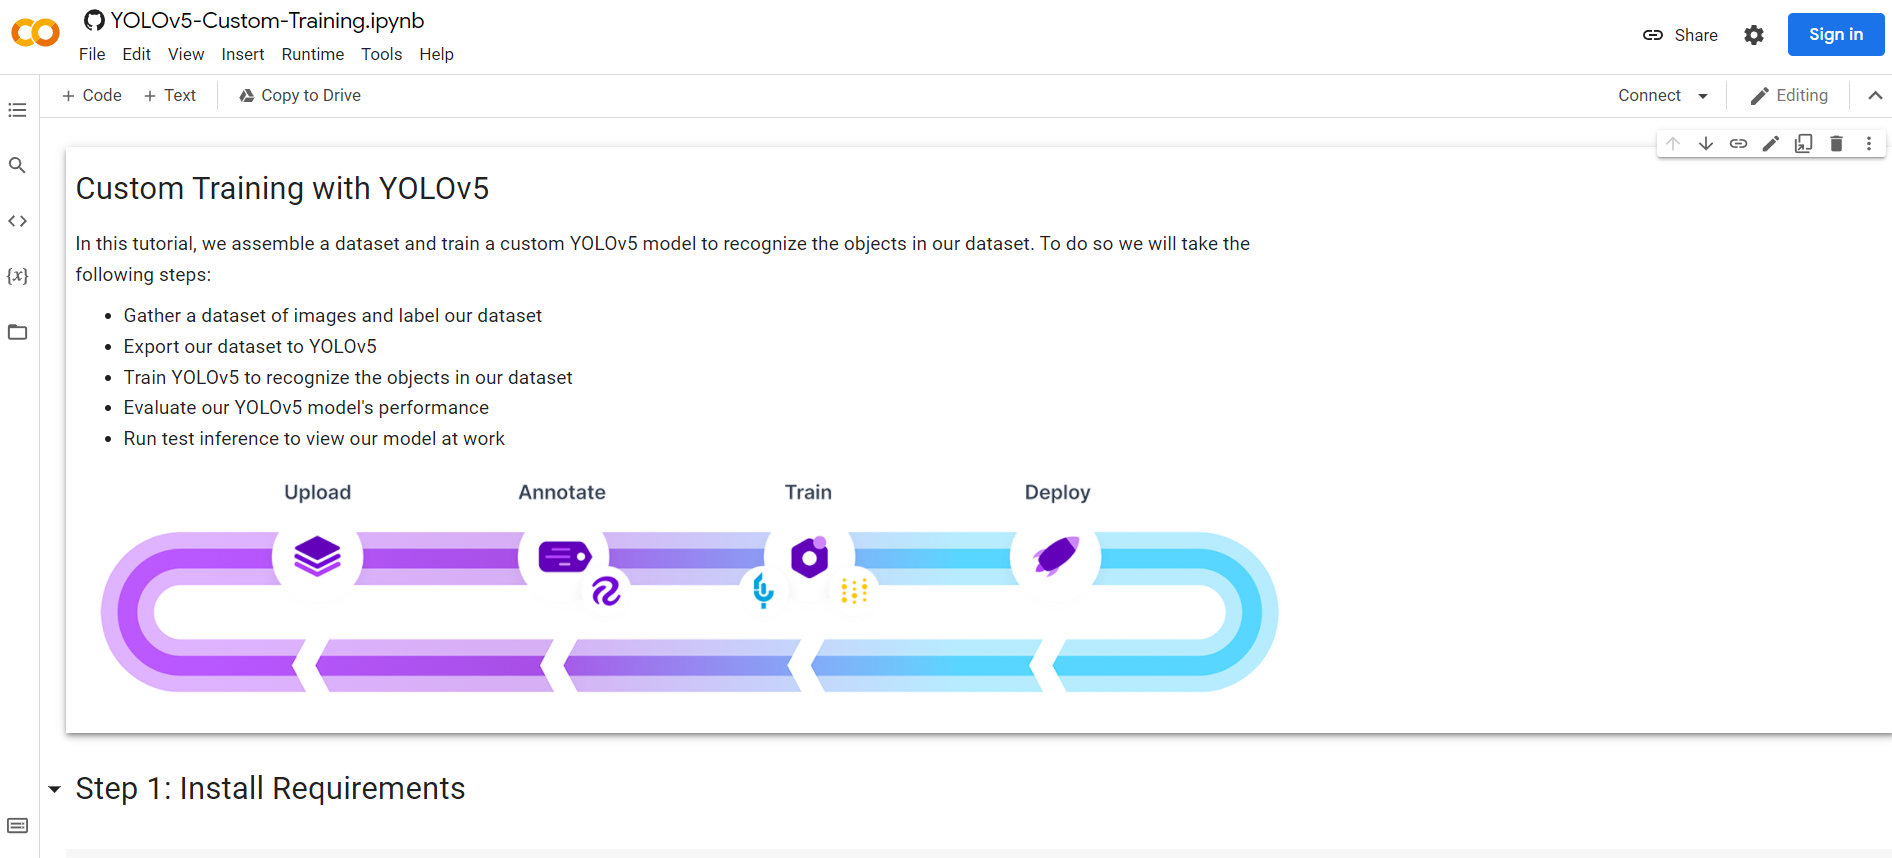 YOLOv5-Custom-Training.ipynb
File Edit View Insert Runtime Tools Help
Share
Sign in
+ Code + Text Copy to Drive
Connect
Editing
{x}
Custom Training with YOLOv5
In this tutorial, we assemble a dataset and train a custom YOLOv5 model to recognize the objects in our dataset. To do so we will take the
following steps:
• Gather a dataset of images and label our dataset
• Export our dataset to YOLOv5
• Train YOLOv5 to recognize the objects in our dataset
• Evaluate our YOLOv5 model's performance
• Run test inference to view our model at work
Upload Annotate Train Deploy
Step 1: Install Requirements